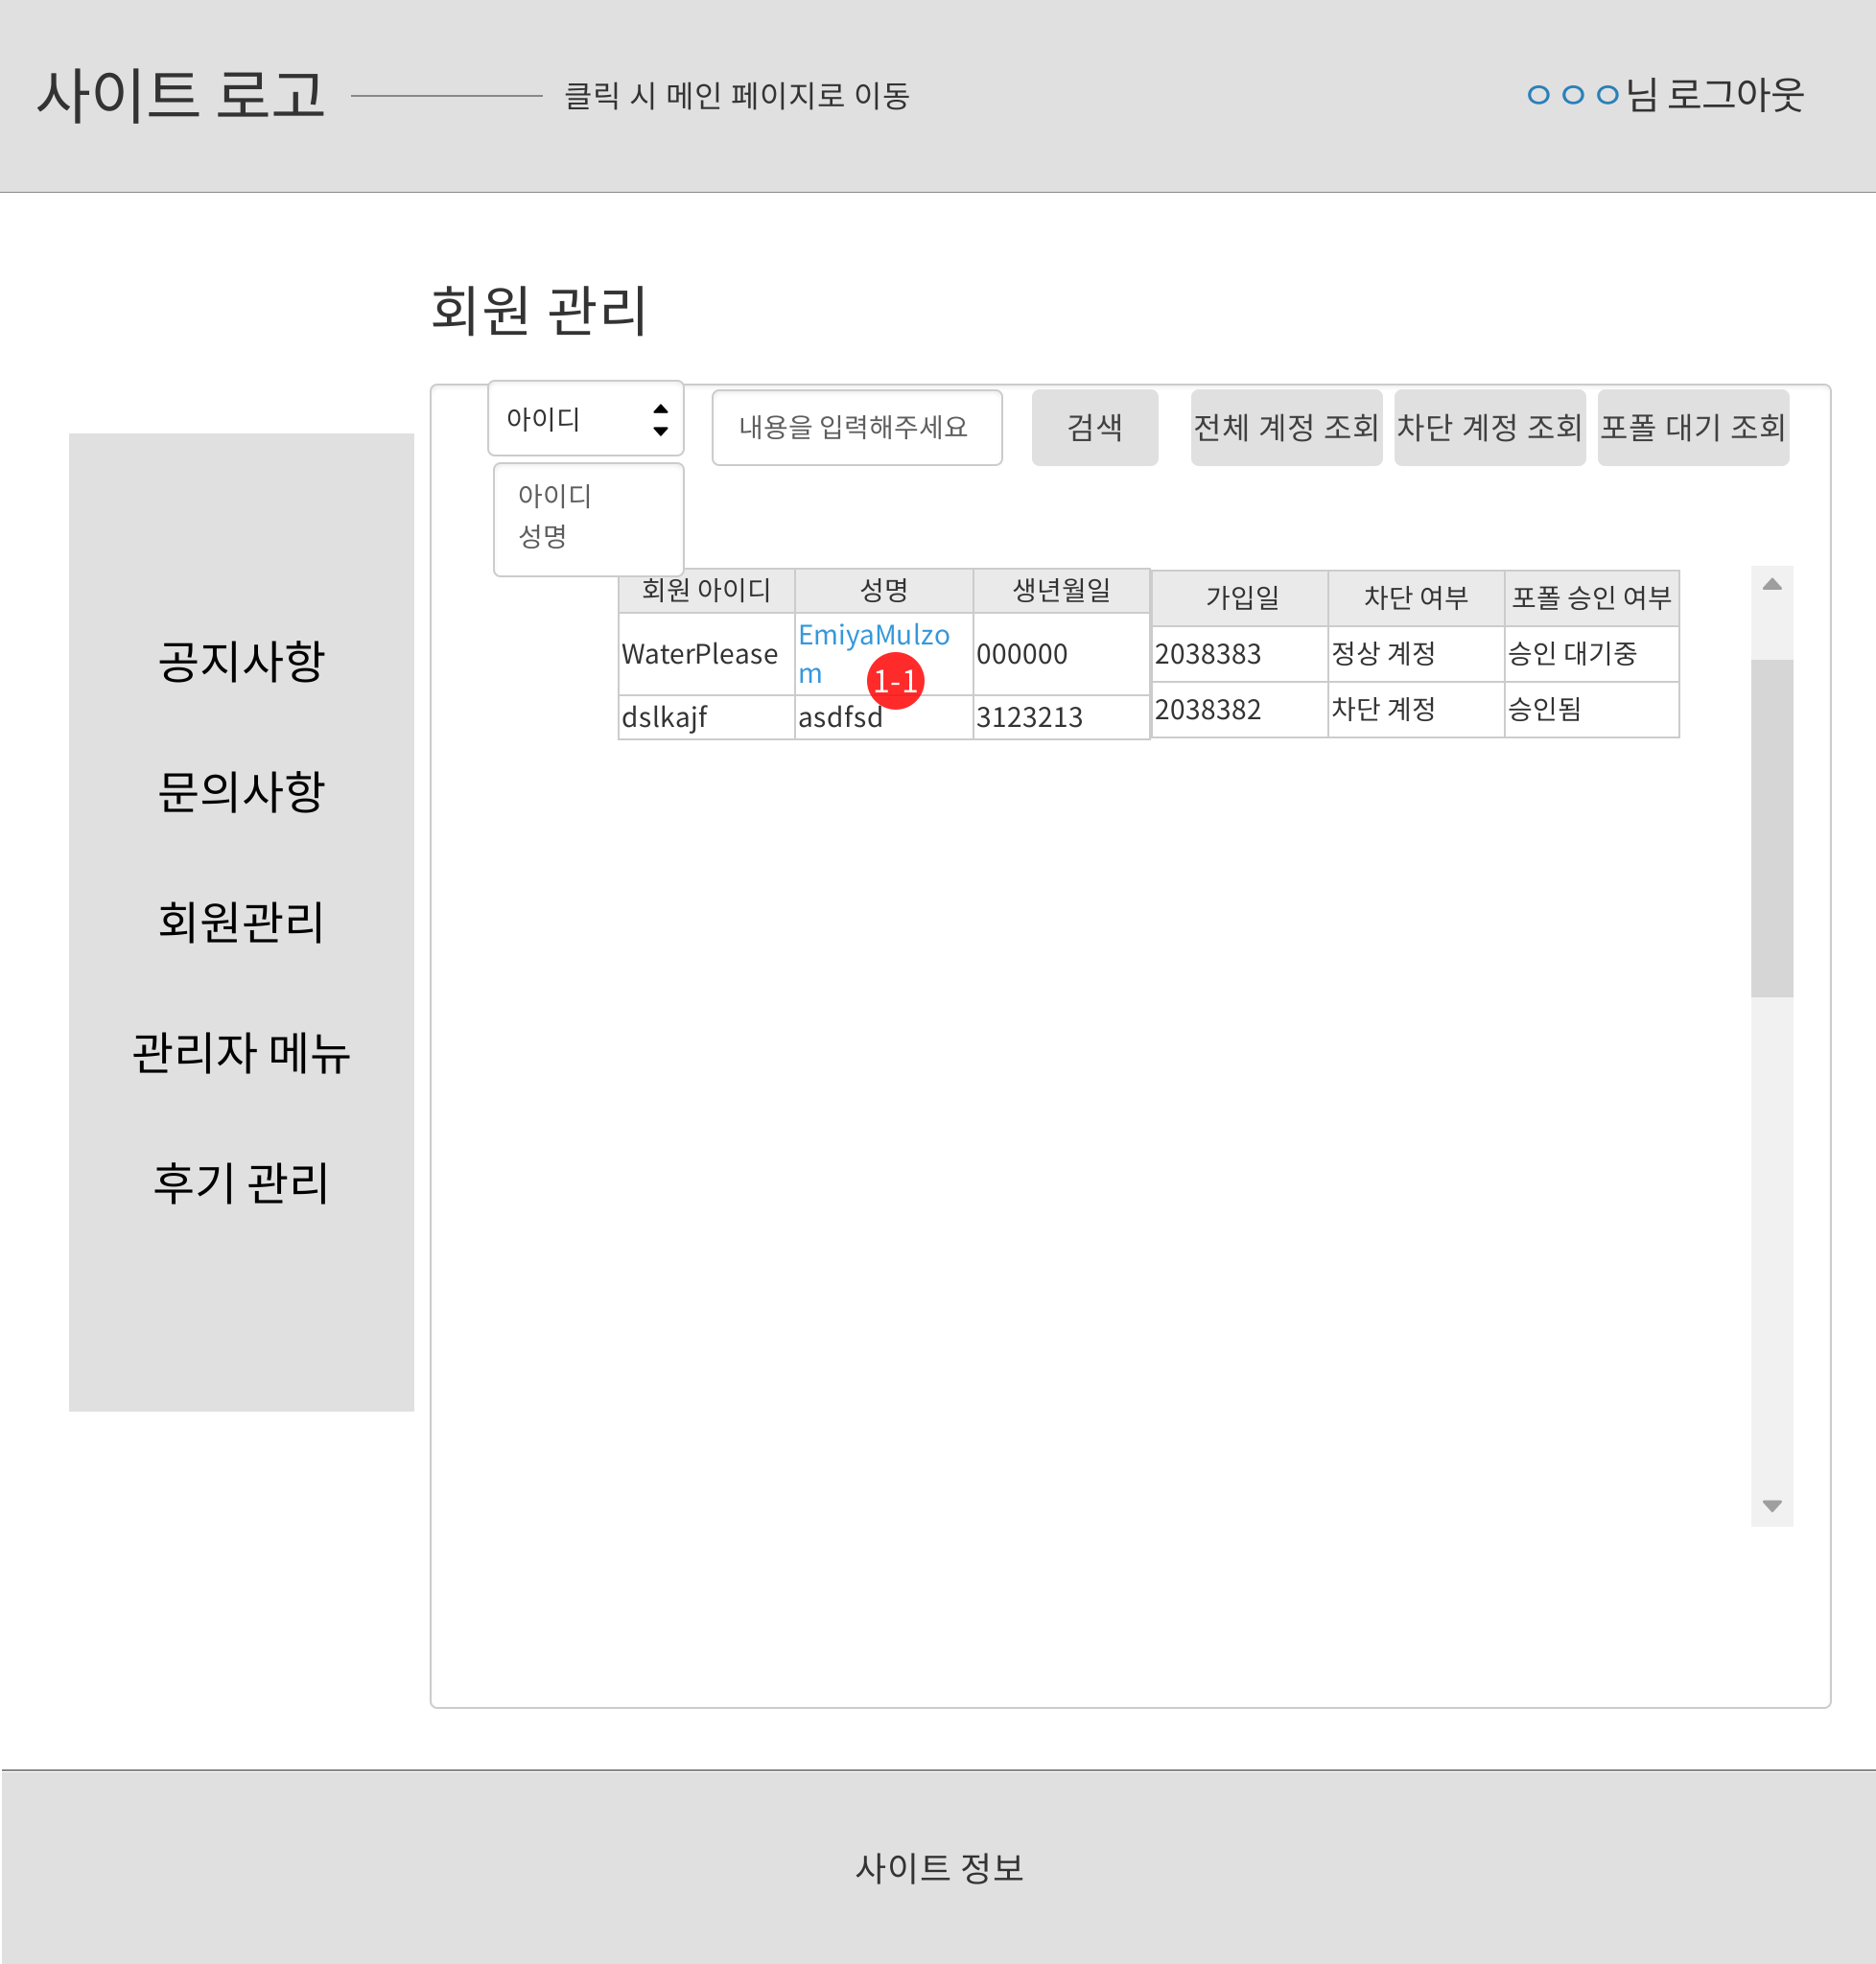 사이트 로고
클릭 시 메인 페이지로 이동
ㅇㅇㅇ님 로그아웃
회원 관리
아이디
내용을 입력해주세요
검색
전체 계정 조회
차단 계정 조회
포폴 대기 조회
아이디
성명
공지사항
문의사항
회원관리
관리자 메뉴
후기 관리
회원 아이디 성명 생년월일 가입일 차단 여부 포폴 승인 여부
WaterPlease EmiyaMulzo 000000 2038383 정상 계정 승인 대기중
m
1-1
dslkajf asdfsd 3123213 2038382 차단 계정 승인됨
사이트 정보